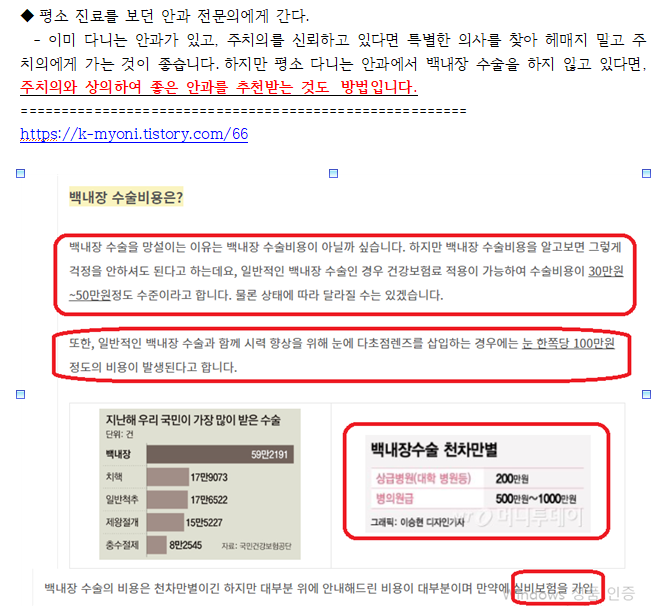 ◆ 평소 진료를 보던 안과 전문의에게 간다.
- 이미 다니는 안과가 있고, 주치의를 신뢰하고 있다면 특별한 의사를 찾아 헤매지 밀고 주
치의에게 가는 것이 좋습니다. 하지만 평소 다니는 안과에서 백내장 수술을 하지 않고 있다면,
주치의와 상의하여 좋은 안과를 추천받는 것도 방법입니다.
======================================================
https://k-myoni.tistory.com/66
백내장 수술비용은?
백내장 수술을 망설이는 이유는 백내장 수술비용이 아닐까 싶습니다. 하지만 백내장 수술비용을 알고보면 그렇게
걱정을 안하셔도 된다고 하는데요, 일반적인 백내장 수술인 경우 건강보험료 적용이 가능하여 수술비용이 30만원
~50만원정도 수준이라고 합니다. 물론 상태에 따라 달라질 수는 있겠습니다.
또한, 일반적인 백내장 수술과 함께 시력 향상을 위해 눈에 다초점렌즈를 삽입하는 경우에는 눈 한쪽당 100만원
정도의 비용이 발생된다고 합니다.
지난해 우리 국민이 가장 많이 받은 수술
단위: 건
백내장 59만2191
치핵 17만9073
일반척추 17만6522
제왕절개 15만5227
충수절제 8만2545
자료: 국민건강보험공단
백내장수술 천차만별
상급병원(대학 병원등) 200만원
병의원급 500만원~1000만원
그래픽: 이승현 디자인기자
머니투데이
백내장 수술의 비용은 천차만별이긴 하지만 대부분 위에 안내해드린 비용이 대부분이며 만약에 실비보험을 가입
Windows 정품 인증